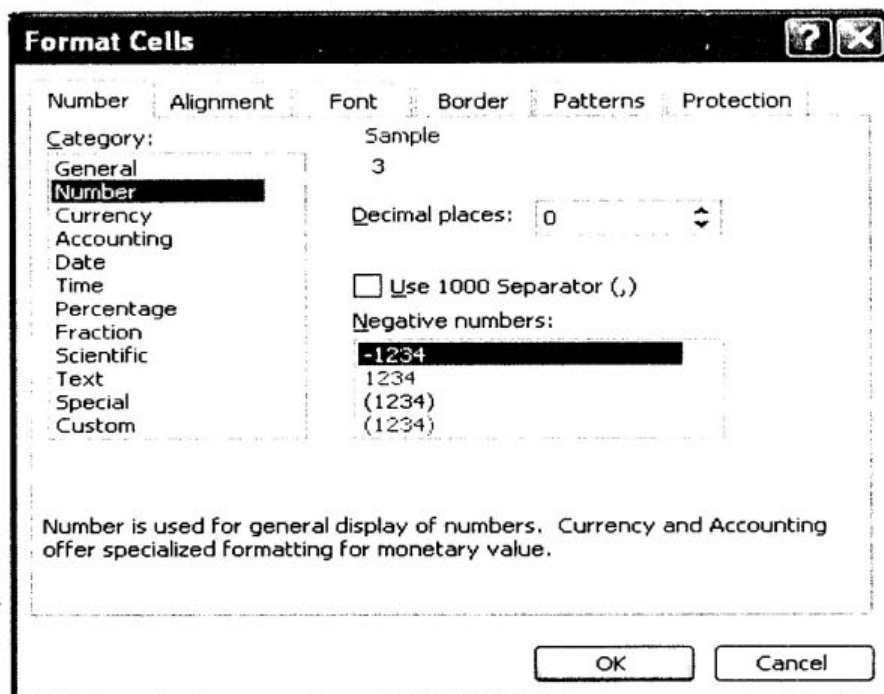 Format Cells
Number Alignment Font Border Patterns Protection
Category:
General
Number
Currency
Accounting
Date
Time
Percentage
Fraction
Scientific
Text
Special
Custom
Sample
3
Decimal places: 0
Use 1000 Separator (,)
Negative numbers:
-1234
1234
(1234)
(1234)
Number is used for general display of numbers. Currency and Accounting
offer specialized formatting for monetary value.
OK Cancel